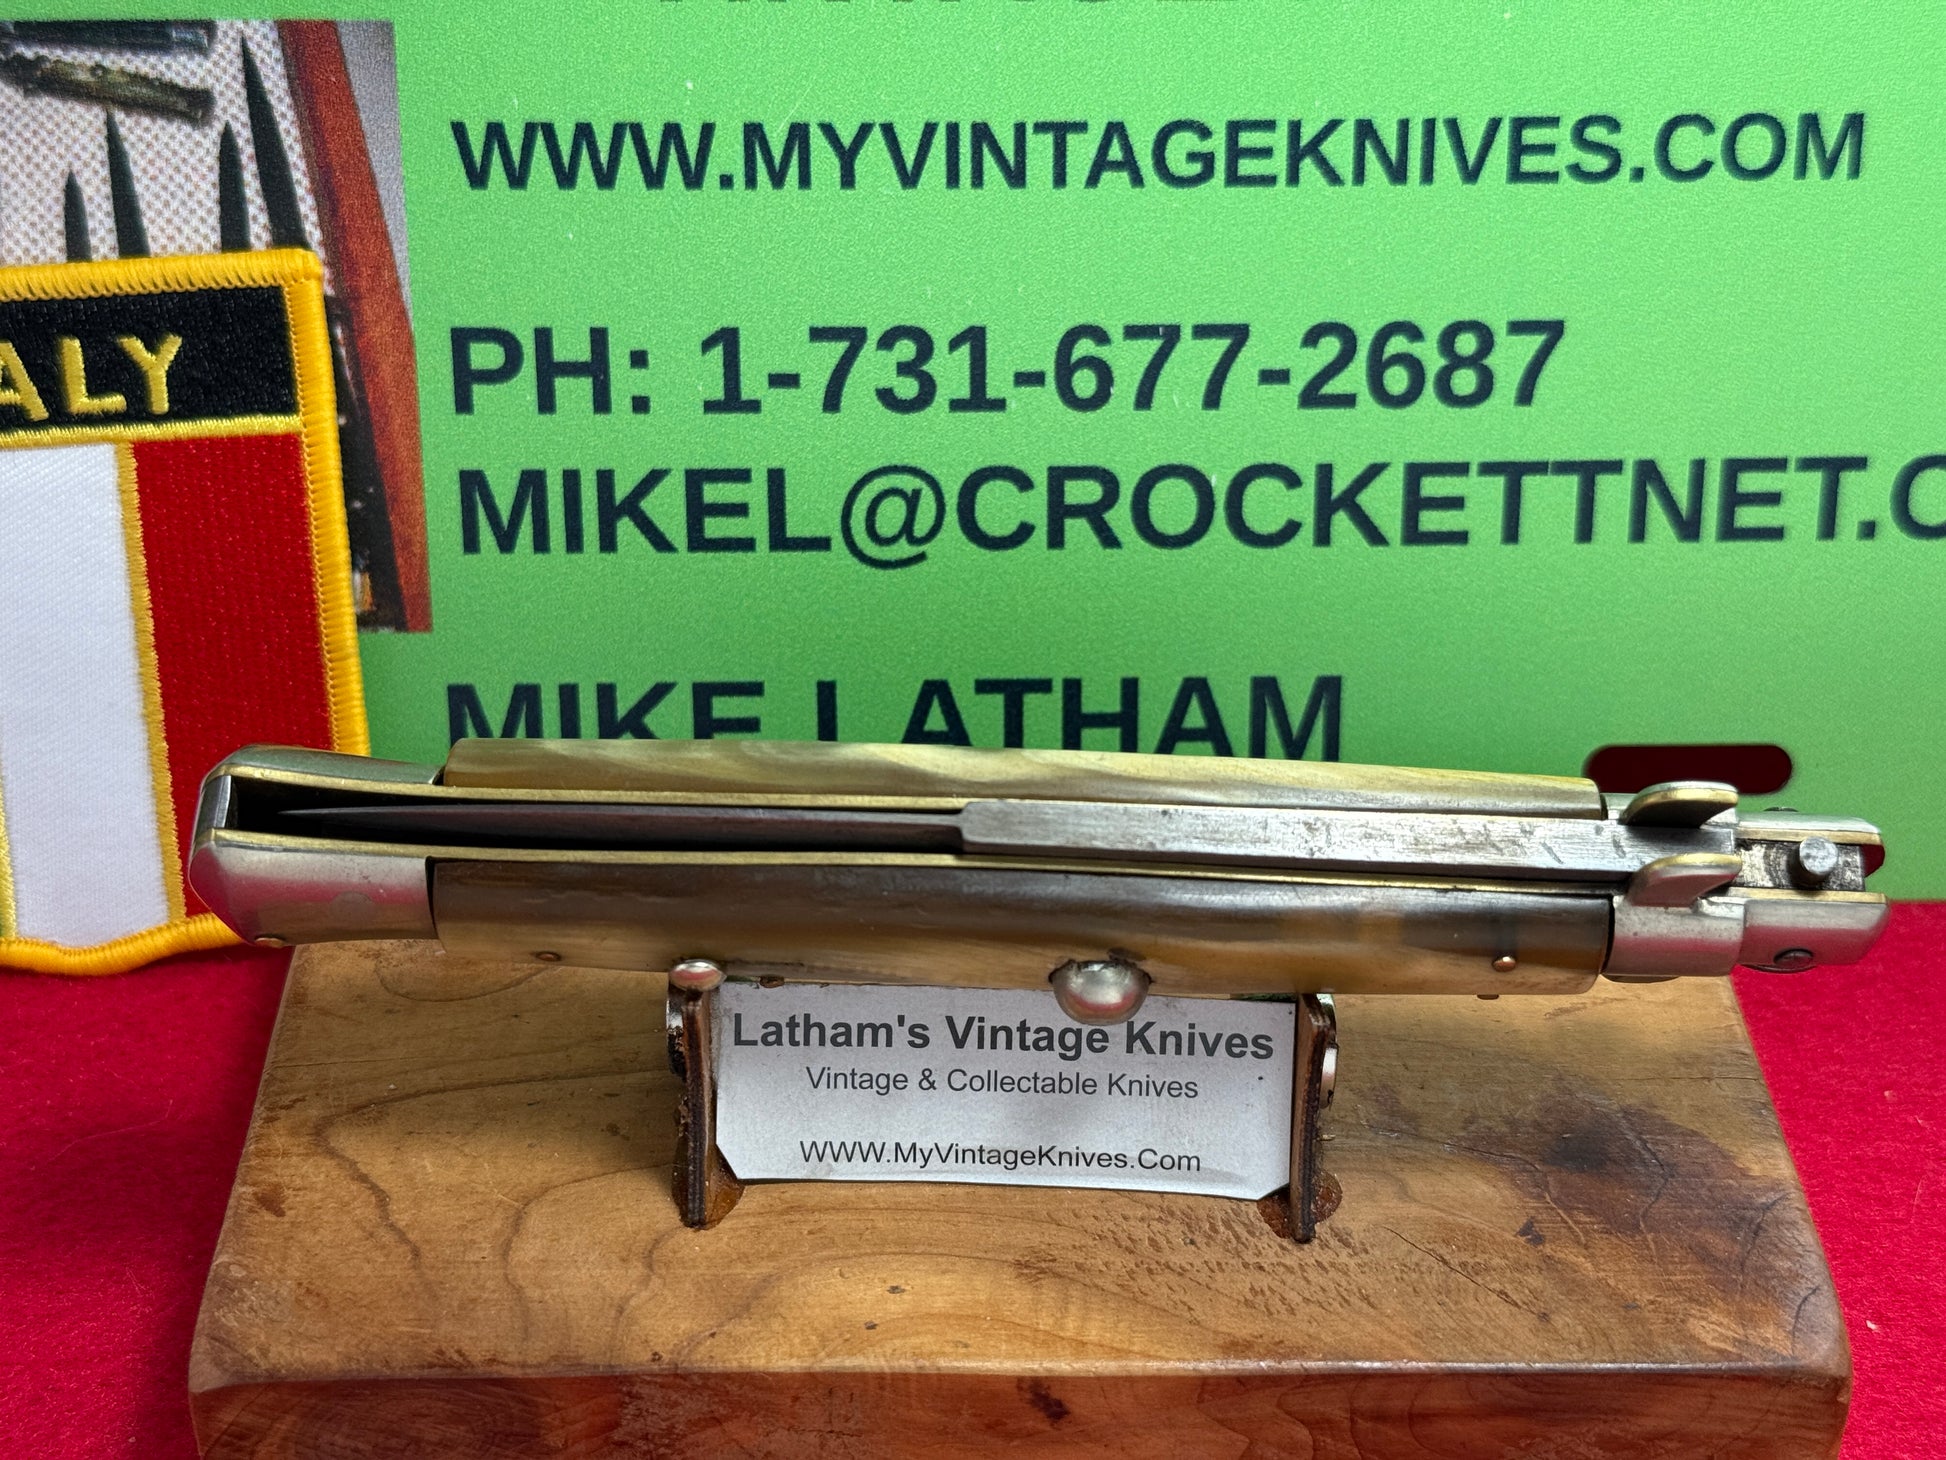 WWW.MYVINTAGEKNIVES.COM
PH: 1-731-677-2687
MIKEL@CROCKETTNET.C
MIKE LATHAM
ALY
Latham's Vintage Knives
Vintage & Collectable Knives
WWW.MyVintageKnives.Com